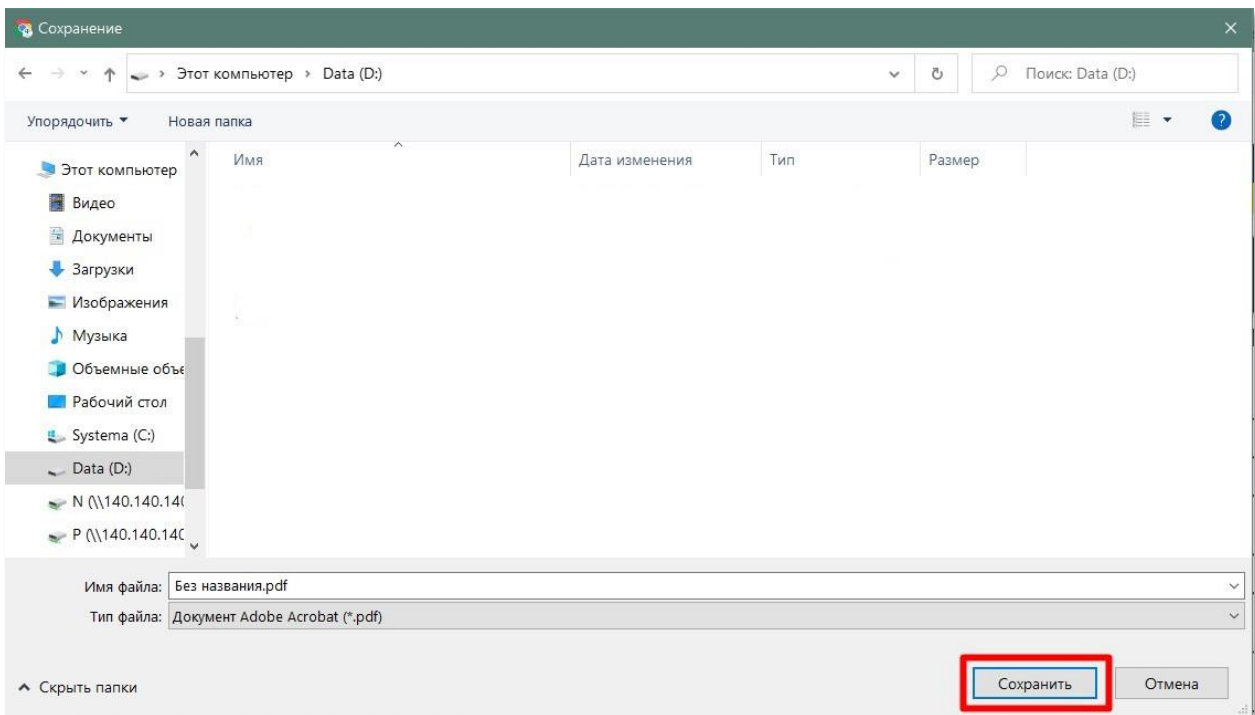 Сохранение
Этот компьютер › Data (D:)
Поиск: Data (D:)
Упорядочить
Новая папка
Имя
Дата изменения
Тип
Размер
Этот компьютер
Видео
Документы
Загрузки
Изображения
Музыка
Объемные объе
Рабочий стол
Systema (C:)
Data (D:)
N (\\140.140.140
P (\\140.140.140
Имя файла: Без названия.pdf
Тип файла: Документ Adobe Acrobat (*.pdf)
Скрыть папки
Сохранить
Отмена